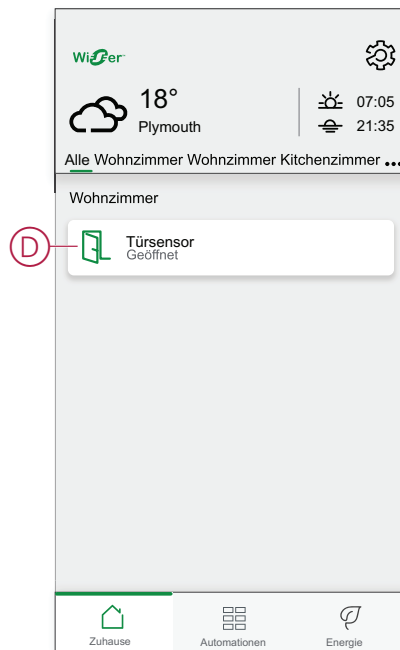 Wiser
18°
Plymouth
07:05
21:35
Alle Wohnzimmer Wohnzimmer Kitchenzimmer ...
Wohnzimmer
D
Türsensor
Geöffnet
Zuhause
Automationen
Energie